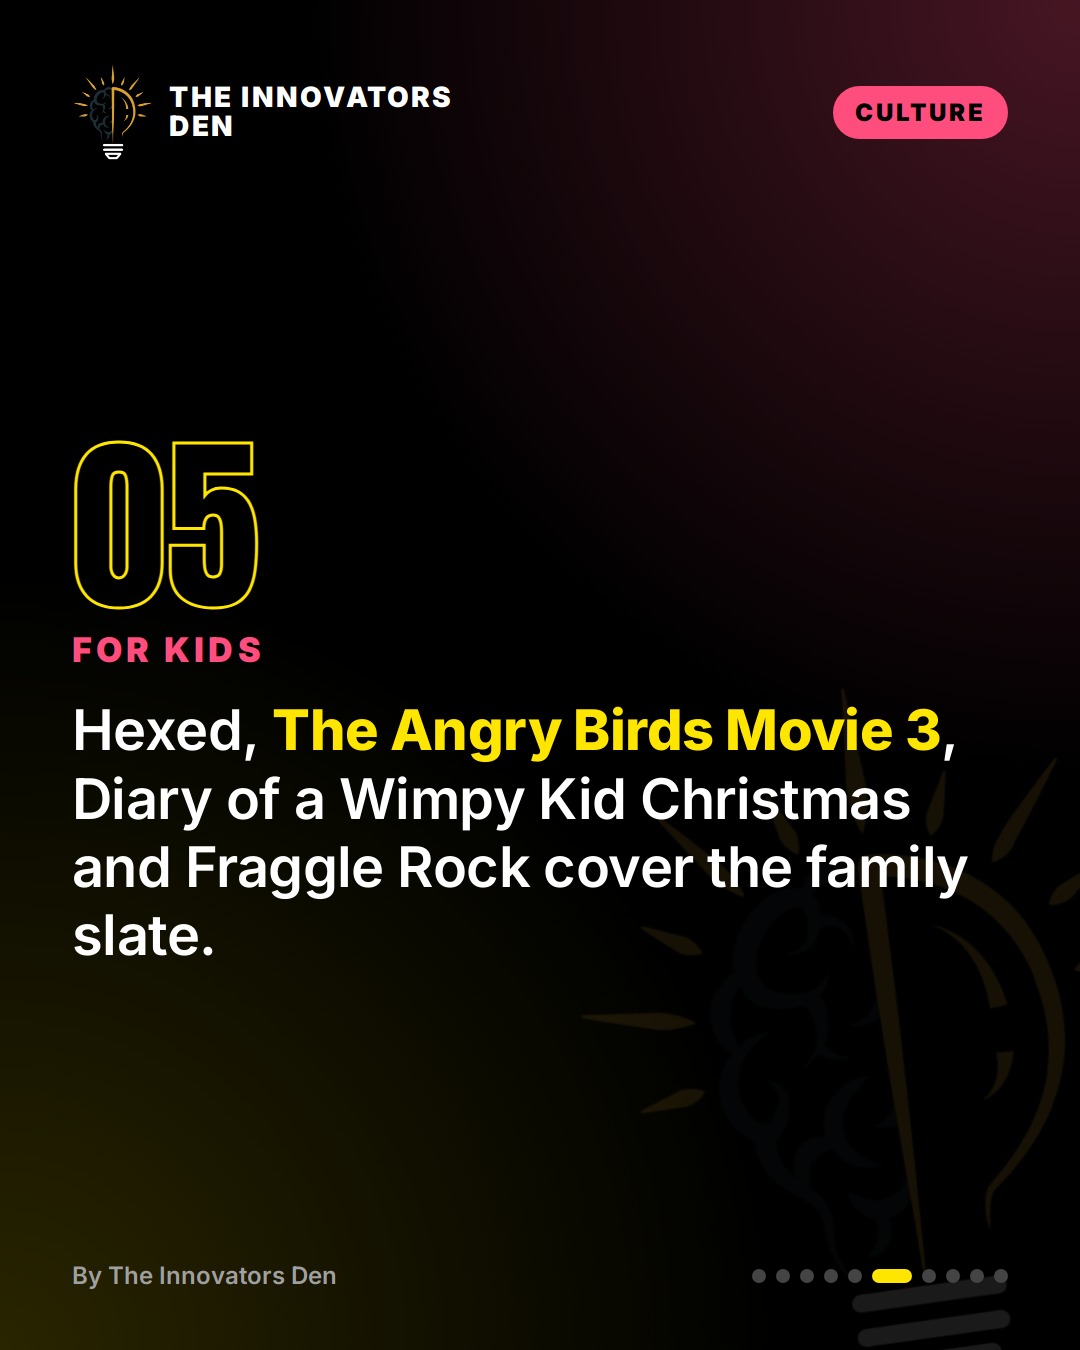 THE INNOVATORS
DEN
CULTURE
05
FOR KIDS
Hexed, The Angry Birds Movie 3,
Diary of a Wimpy Kid Christmas
and Fraggle Rock cover the family
slate.
By The Innovators Den